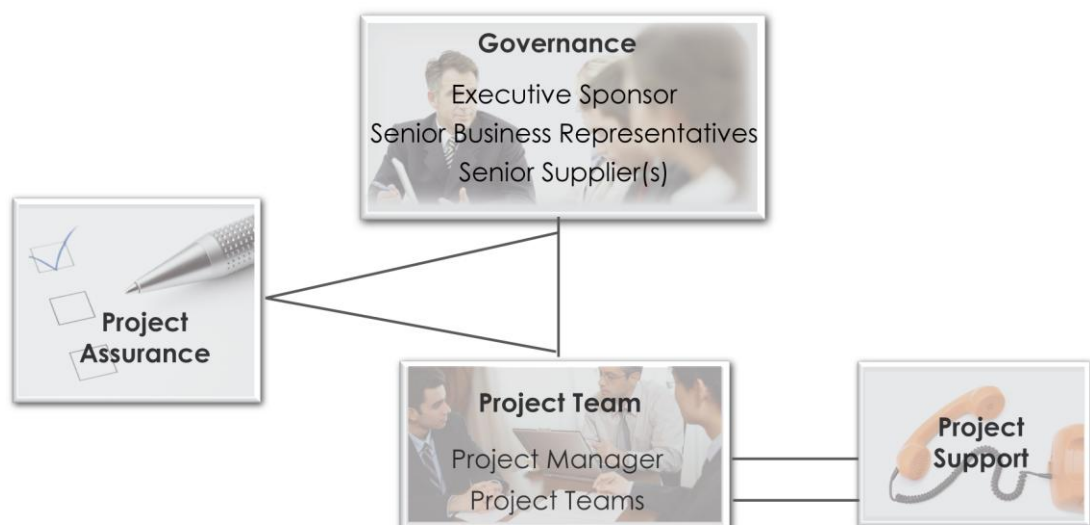 Governance
Executive Sponsor
Senior Business Representatives
Senior Supplier(s)
Project
Assurance
Project Team
Project Manager
Project Teams
Project
Support